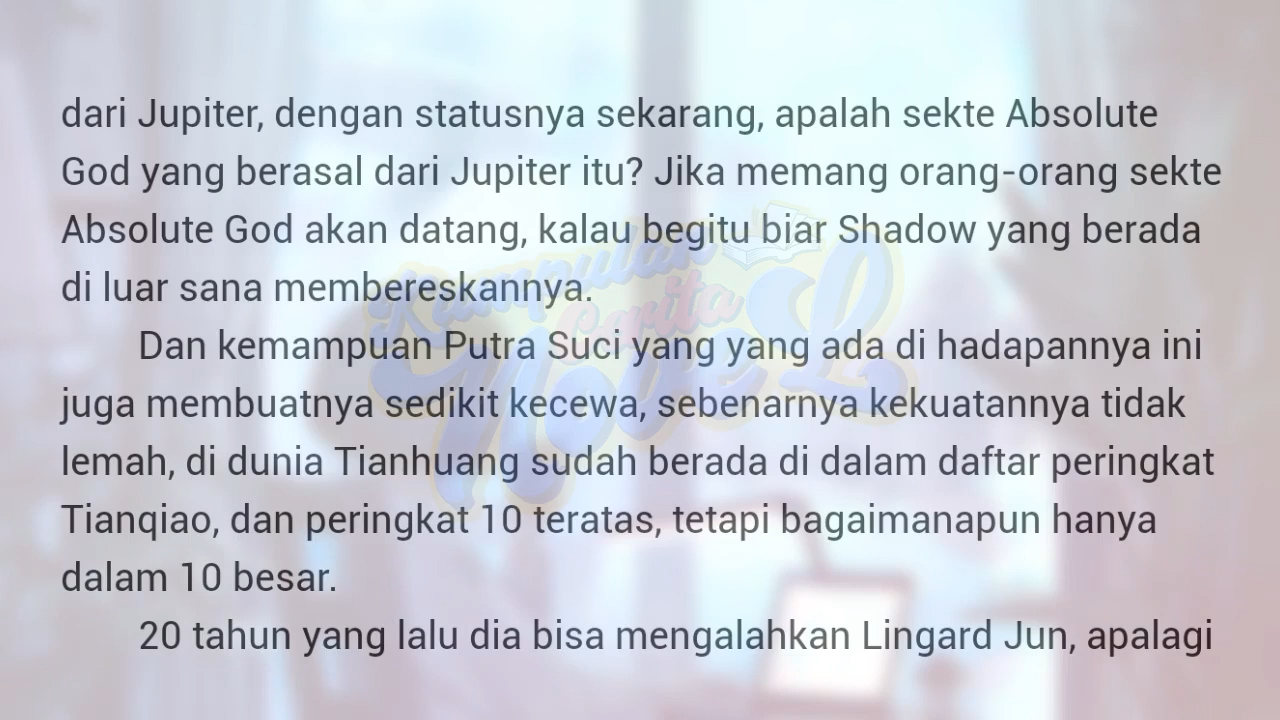 dari Jupiter, dengan statusnya sekarang, apalah sekte Absolute
God yang berasal dari Jupiter itu? Jika memang orang-orang sekte
Absolute God akan datang, kalau begitu biar Shadow yang berada
di luar sana membereskannya.
Dan kemampuan Putra Suci yang yang ada di hadapannya ini
juga membuatnya sedikit kecewa, sebenarnya kekuatannya tidak
lemah, di dunia Tianhuang sudah berada di dalam daftar peringkat
Tianqiao, dan peringkat 10 teratas, tetapi bagaimanapun hanya
dalam 10 besar.
20 tahun yang lalu dia bisa mengalahkan Lingard Jun, apalagi
Kumpulan
Cerita
Novel